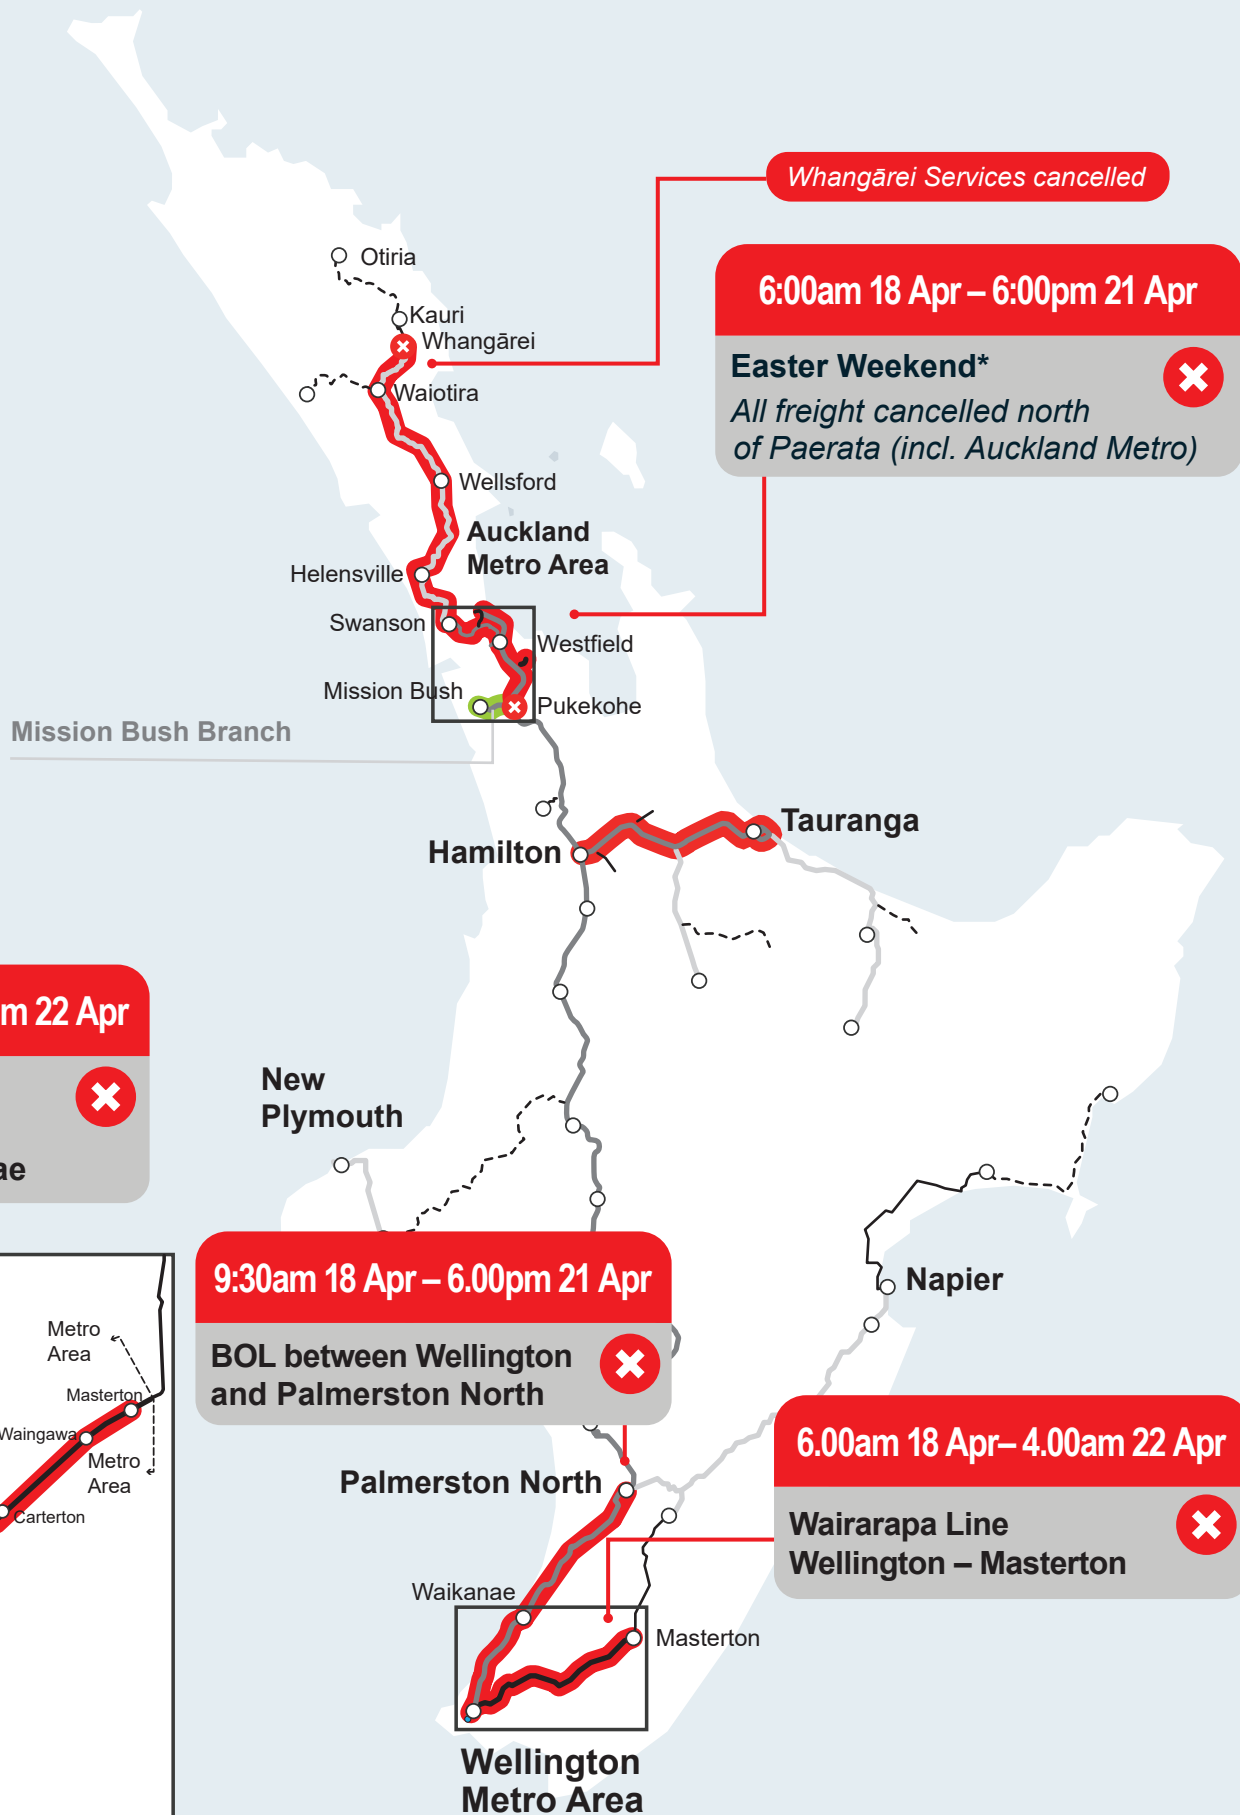 Whangārei Services cancelled
6:00am 18 Apr – 6:00pm 21 Apr
Easter Weekend*
All freight cancelled north
of Paerata (incl. Auckland Metro)
Otiria
Kauri
Whangārei
Waiotira
Wellsford
Auckland
Metro Area
Helensville
Swanson
Westfield
Mission Bush
Pukekohe
Mission Bush Branch
Tauranga
Hamilton
m 22 Apr
ae
New
Plymouth
9:30am 18 Apr – 6.00pm 21 Apr
BOL between Wellington
and Palmerston North
Napier
Metro
Area
Masterton
Waingawa
Metro
Area
Carterton
6.00am 18 Apr– 4.00am 22 Apr
Wairarapa Line
Wellington – Masterton
Palmerston North
Waikanae
Masterton
Wellington
Metro Area